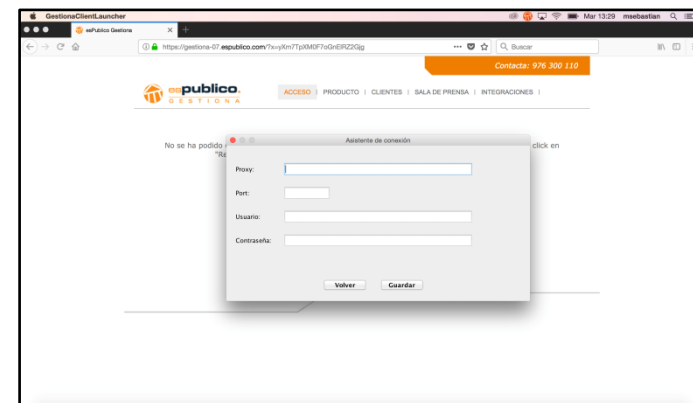 GestionaClientLauncher
Mar 13:29 msebastian
esPublico Gestiona
https://gestiona-07.espublico.com/?x=yXm7TpXM0F7oGnEIRZ2Gjg
Buscar
Contacta: 976 300 110
espublico.
GESTIONA
ACCESO | PRODUCTO | CLIENTES | SALA DE PRENSA | INTEGRACIONES |
No se ha podido
click en
"Re
Asistente de conexión
Proxy:
Port:
Usuario:
Contraseña:
Volver Guardar